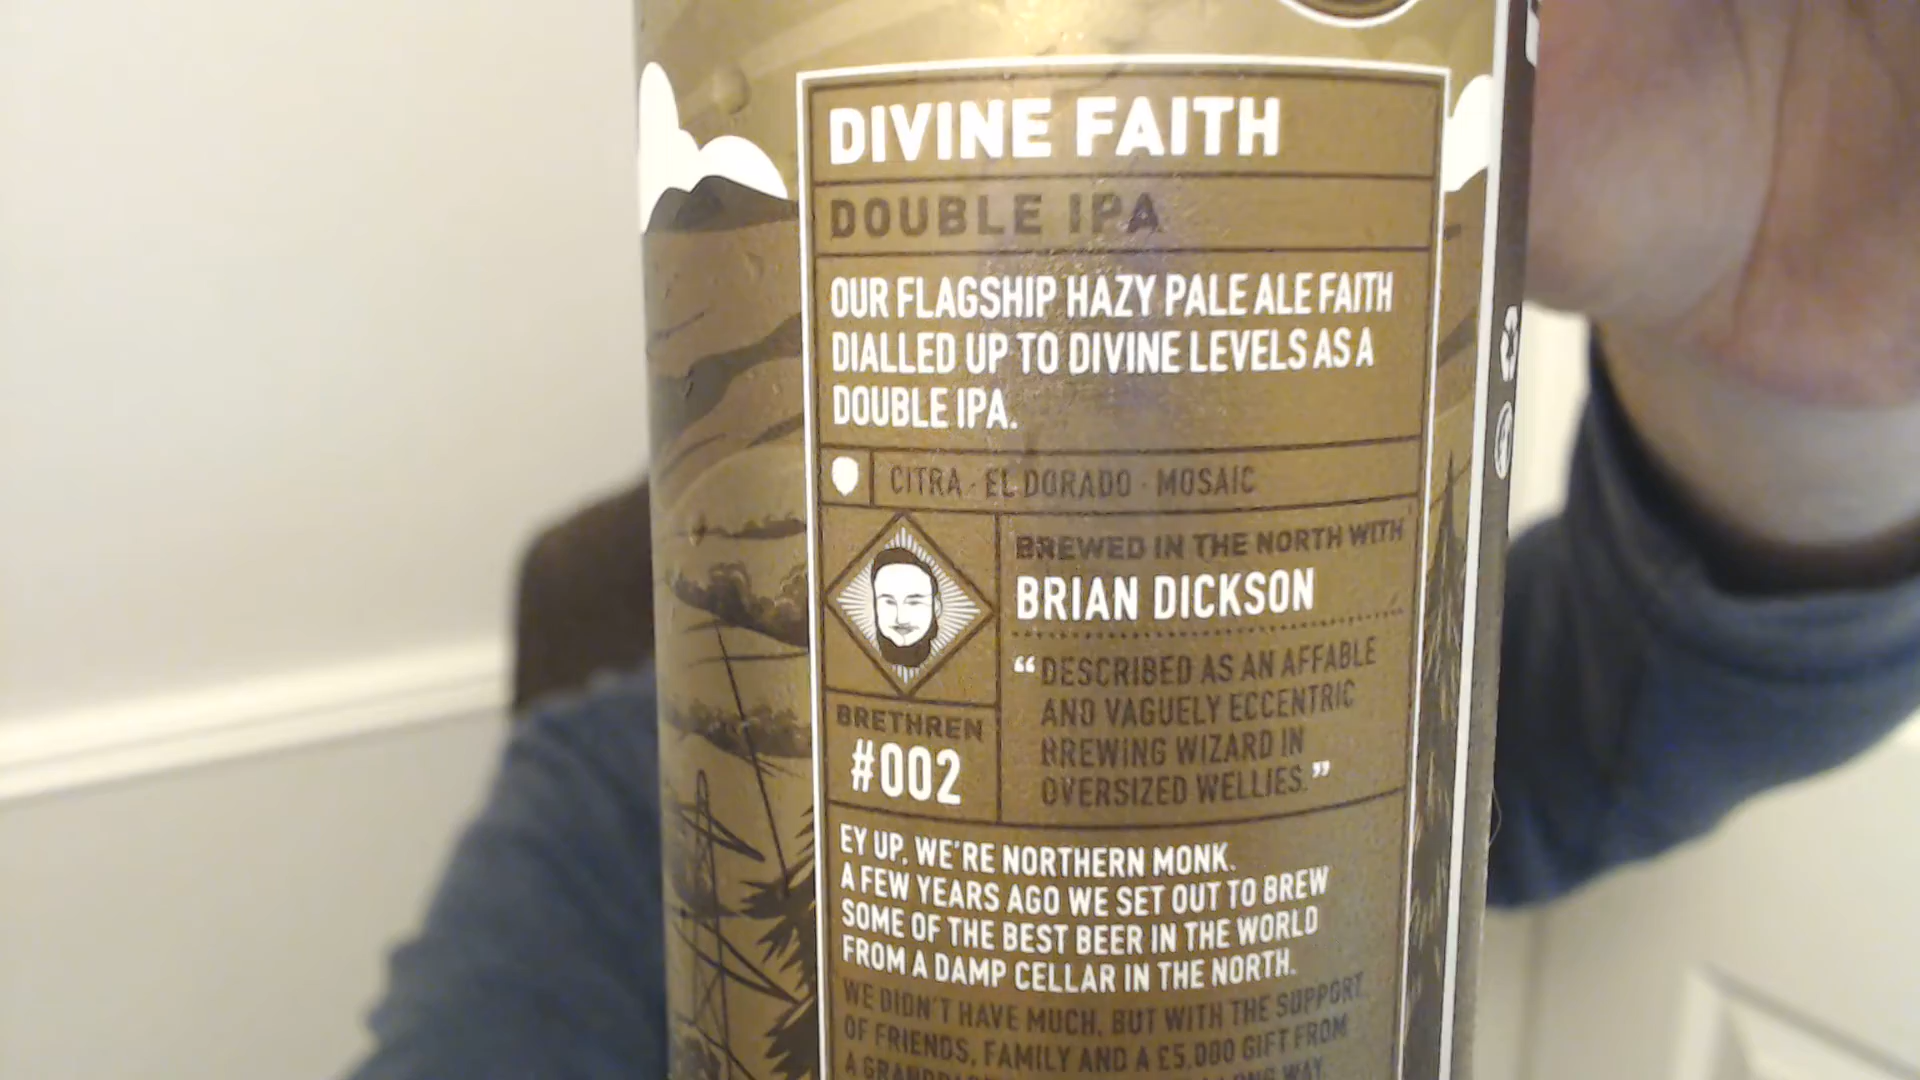 DIVINE FAITH
DOUBLE IPA
OUR FLAGSHIP HAZY PALE ALE FAITH
DIALLED UP TO DIVINE LEVELS AS A
DOUBLE IPA.
CITRA · EL DORADO · MOSAIC
BREWED IN THE NORTH WITH
BRIAN DICKSON
“DESCRIBED AS AN AFFABLE
AND VAGUELY ECCENTRIC
BREWING WIZARD IN
OVERSIZED WELLIES.”
BRETHREN
#002
EY UP, WE'RE NORTHERN MONK.
A FEW YEARS AGO WE SET OUT TO BREW
SOME OF THE BEST BEER IN THE WORLD
FROM A DAMP CELLAR IN THE NORTH.
WE DIDN'T HAVE MUCH, BUT WITH THE SUPPORT
OF FRIENDS, FAMILY AND A £5,000 GIFT FROM
A LONG WAY